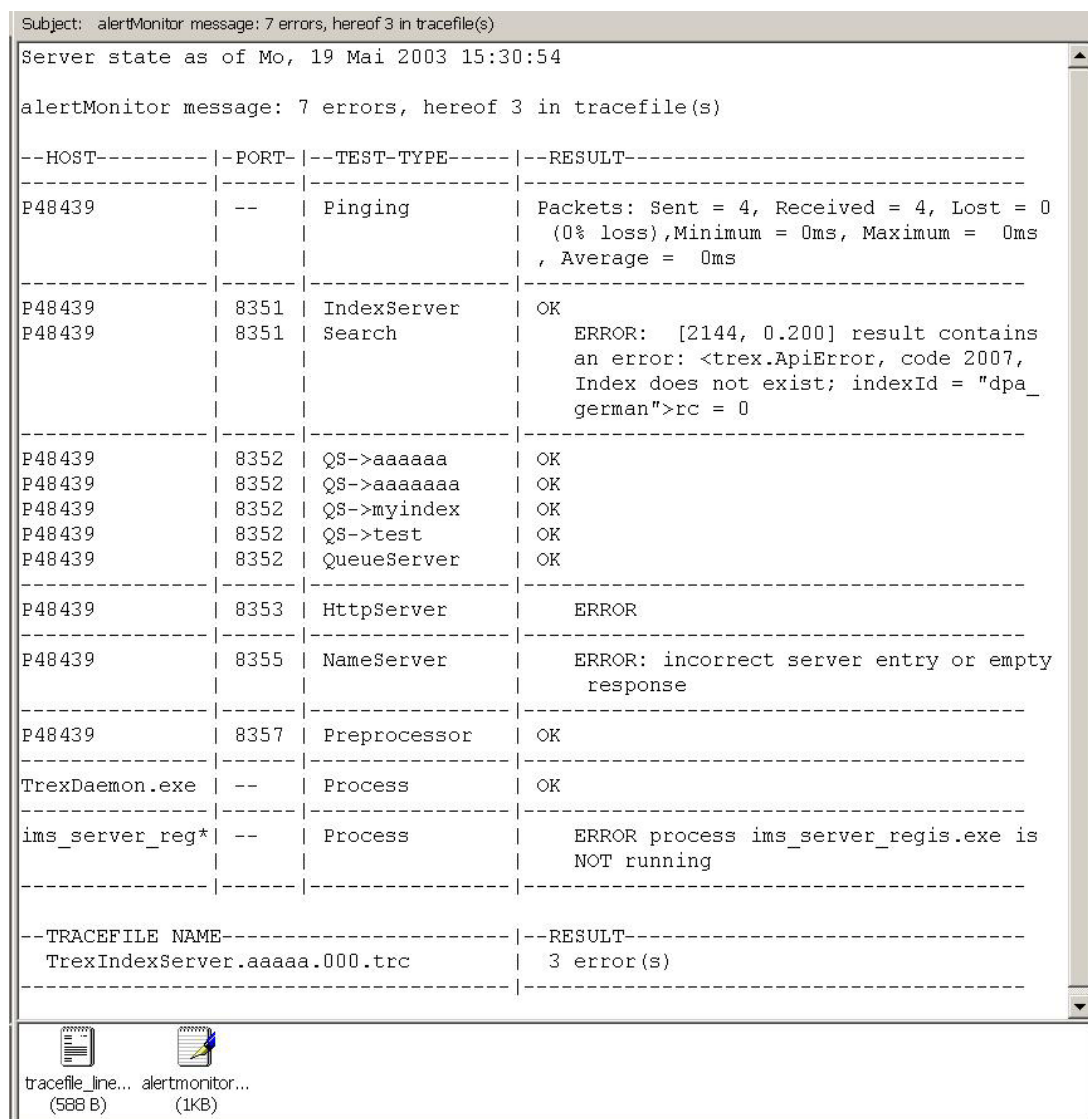 Subject: alertMonitor message: 7 errors, hereof 3 in tracefile(s)
Server state as of Mo, 19 Mai 2003 15:30:54
alertMonitor message: 7 errors, hereof 3 in tracefile(s)
--HOST---------|-PORT-|--TEST-TYPE-----|--RESULT--------------------------------
---------------|------|----------------|----------------------------------------
P48439         | --   | Pinging        | Packets: Sent = 4, Received = 4, Lost = 0
               |      |                |  (0% loss),Minimum = 0ms, Maximum =  0ms
               |      |                | , Average =  0ms
---------------|------|----------------|----------------------------------------
P48439         | 8351 | IndexServer    | OK
P48439         | 8351 | Search         |    ERROR:  [2144, 0.200] result contains
               |      |                |    an error: <trex.ApiError, code 2007,
               |      |                |    Index does not exist; indexId = "dpa_
               |      |                |    german">rc = 0
---------------|------|----------------|----------------------------------------
P48439         | 8352 | QS->aaaaaa     | OK
P48439         | 8352 | QS->aaaaaaa    | OK
P48439         | 8352 | QS->myindex    | OK
P48439         | 8352 | QS->test       | OK
P48439         | 8352 | QueueServer    | OK
---------------|------|----------------|----------------------------------------
P48439         | 8353 | HttpServer     |    ERROR
---------------|------|----------------|----------------------------------------
P48439         | 8355 | NameServer     |    ERROR: incorrect server entry or empty
               |      |                |     response
---------------|------|----------------|----------------------------------------
P48439         | 8357 | Preprocessor   | OK
---------------|------|----------------|----------------------------------------
TrexDaemon.exe | --   | Process        | OK
---------------|------|----------------|----------------------------------------
ims_server_reg*| --   | Process        |    ERROR process ims_server_regis.exe is
               |      |                |    NOT running
---------------|------|----------------|----------------------------------------
--TRACEFILE NAME-----------------------|--RESULT--------------------------------
  TrexIndexServer.aaaaa.000.trc        |  3 error(s)
---------------------------------------|----------------------------------------
tracefile_line... alertmonitor...
(588 B) (1KB)